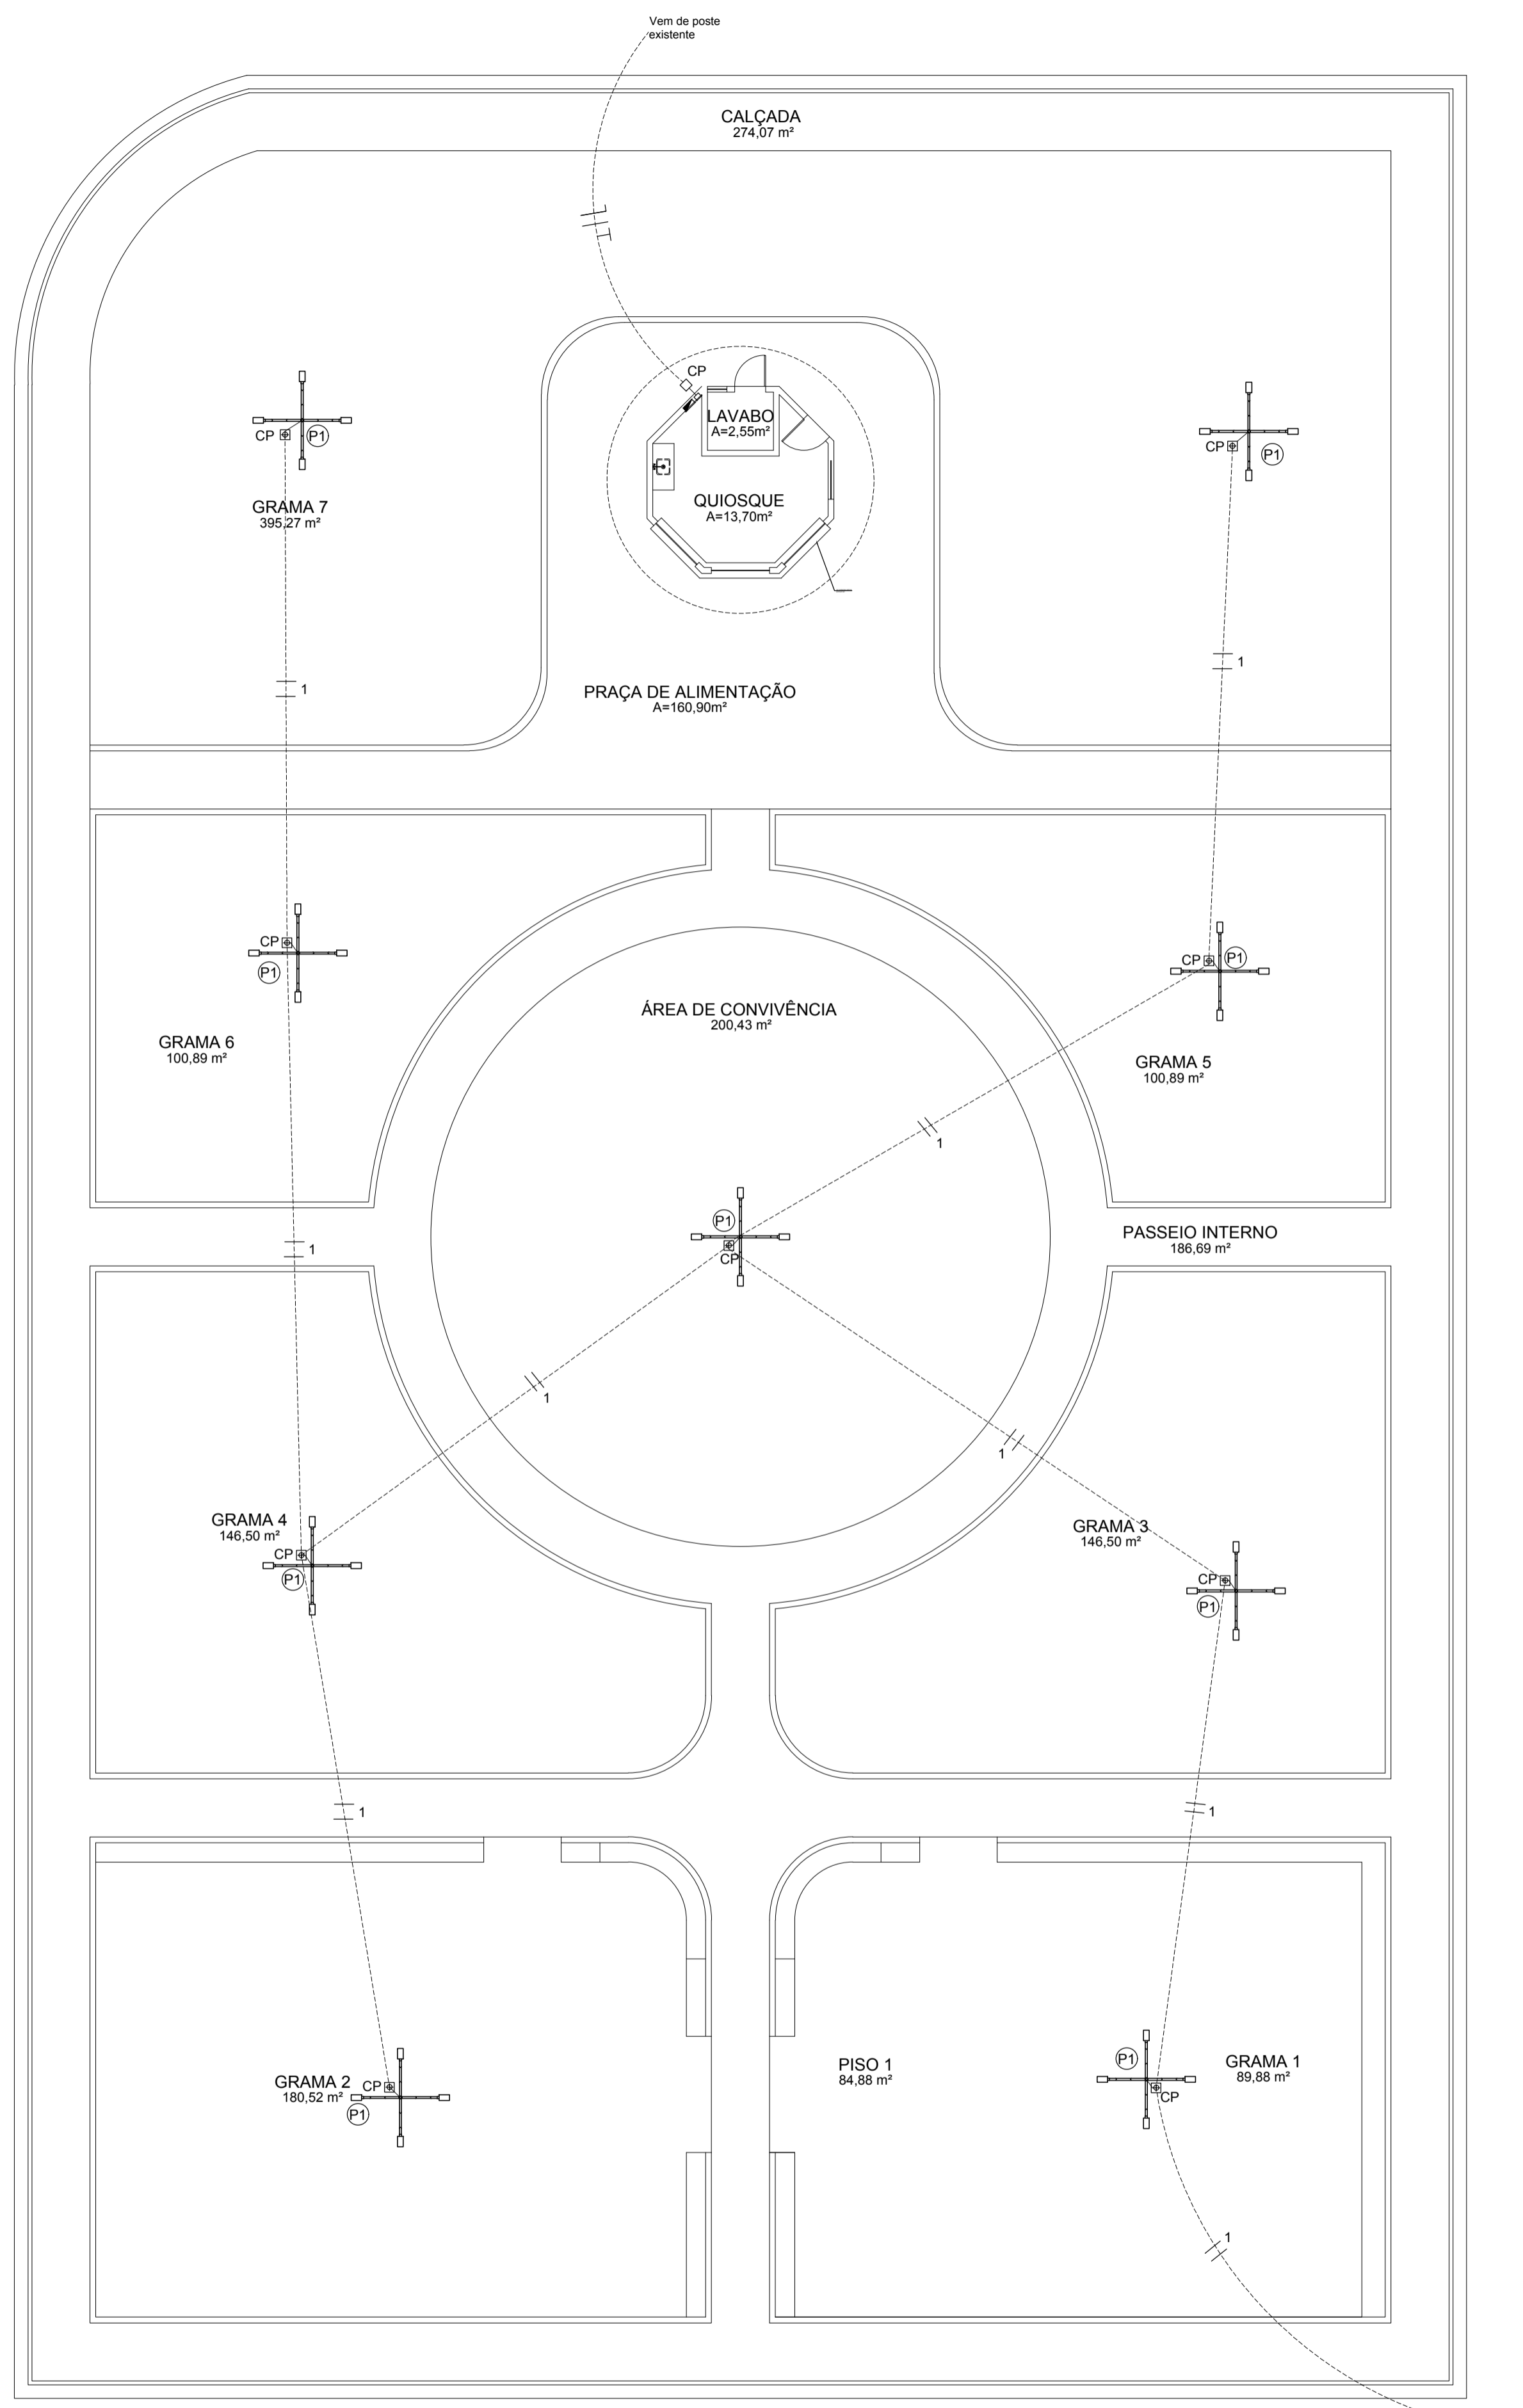 Vem de poste
existente
CALÇADA
274,07 m²
CP
LAVABO
A=2,55m²
CP
P1
CP
P1
QUIOSQUE
A=13,70m²
GRAMA 7
395,27 m²
1
1
PRAÇA DE ALIMENTAÇÃO
A=160,90m²
CP
P1
CP
P1
ÁREA DE CONVIVÊNCIA
200,43 m²
GRAMA 6
100,89 m²
GRAMA 5
100,89 m²
1
P1
CP
PASSEIO INTERNO
186,69 m²
1
1
1
GRAMA 4
146,50 m²
CP
P1
GRAMA 3
146,50 m²
CP
P1
1
1
GRAMA 2
180,52 m²
CP
P1
PISO 1
84,88 m²
P1
CP
GRAMA 1
89,88 m²
1